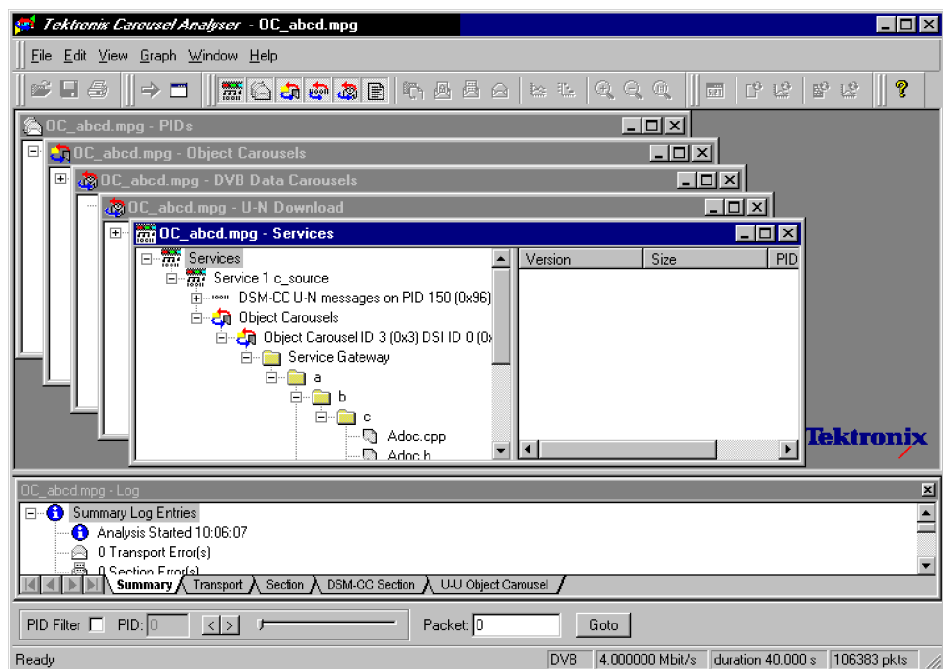 Tektronix Carousel Analyser - OC_abcd.mpg
File Edit View Graph Window Help
OC_abcd.mpg - PIDs
OC_abcd.mpg - Object Carousels
OC_abcd.mpg - DVB Data Carousels
OC_abcd.mpg - U-N Download
OC_abcd.mpg - Services
Services
Version Size PID
Service 1 c_source
DSM-CC U-N messages on PID 150 (0x96)
Object Carousels
Object Carousel ID 3 (0x3) DSI ID 0 (0x
Service Gateway
a
b
c
Adoc.cpp
Adoc.h
Tektronix
OC_abcd.mpg - Log
Summary Log Entries
Analysis Started 10:06:07
0 Transport Error(s)
0 Section Error(s)
Summary Transport Section DSM-CC Section U-U Object Carousel
PID Filter PID: 0 < > Packet: 0 Goto
Ready DVB 4.000000 Mbit/s duration 40.000 s 106383 pkts